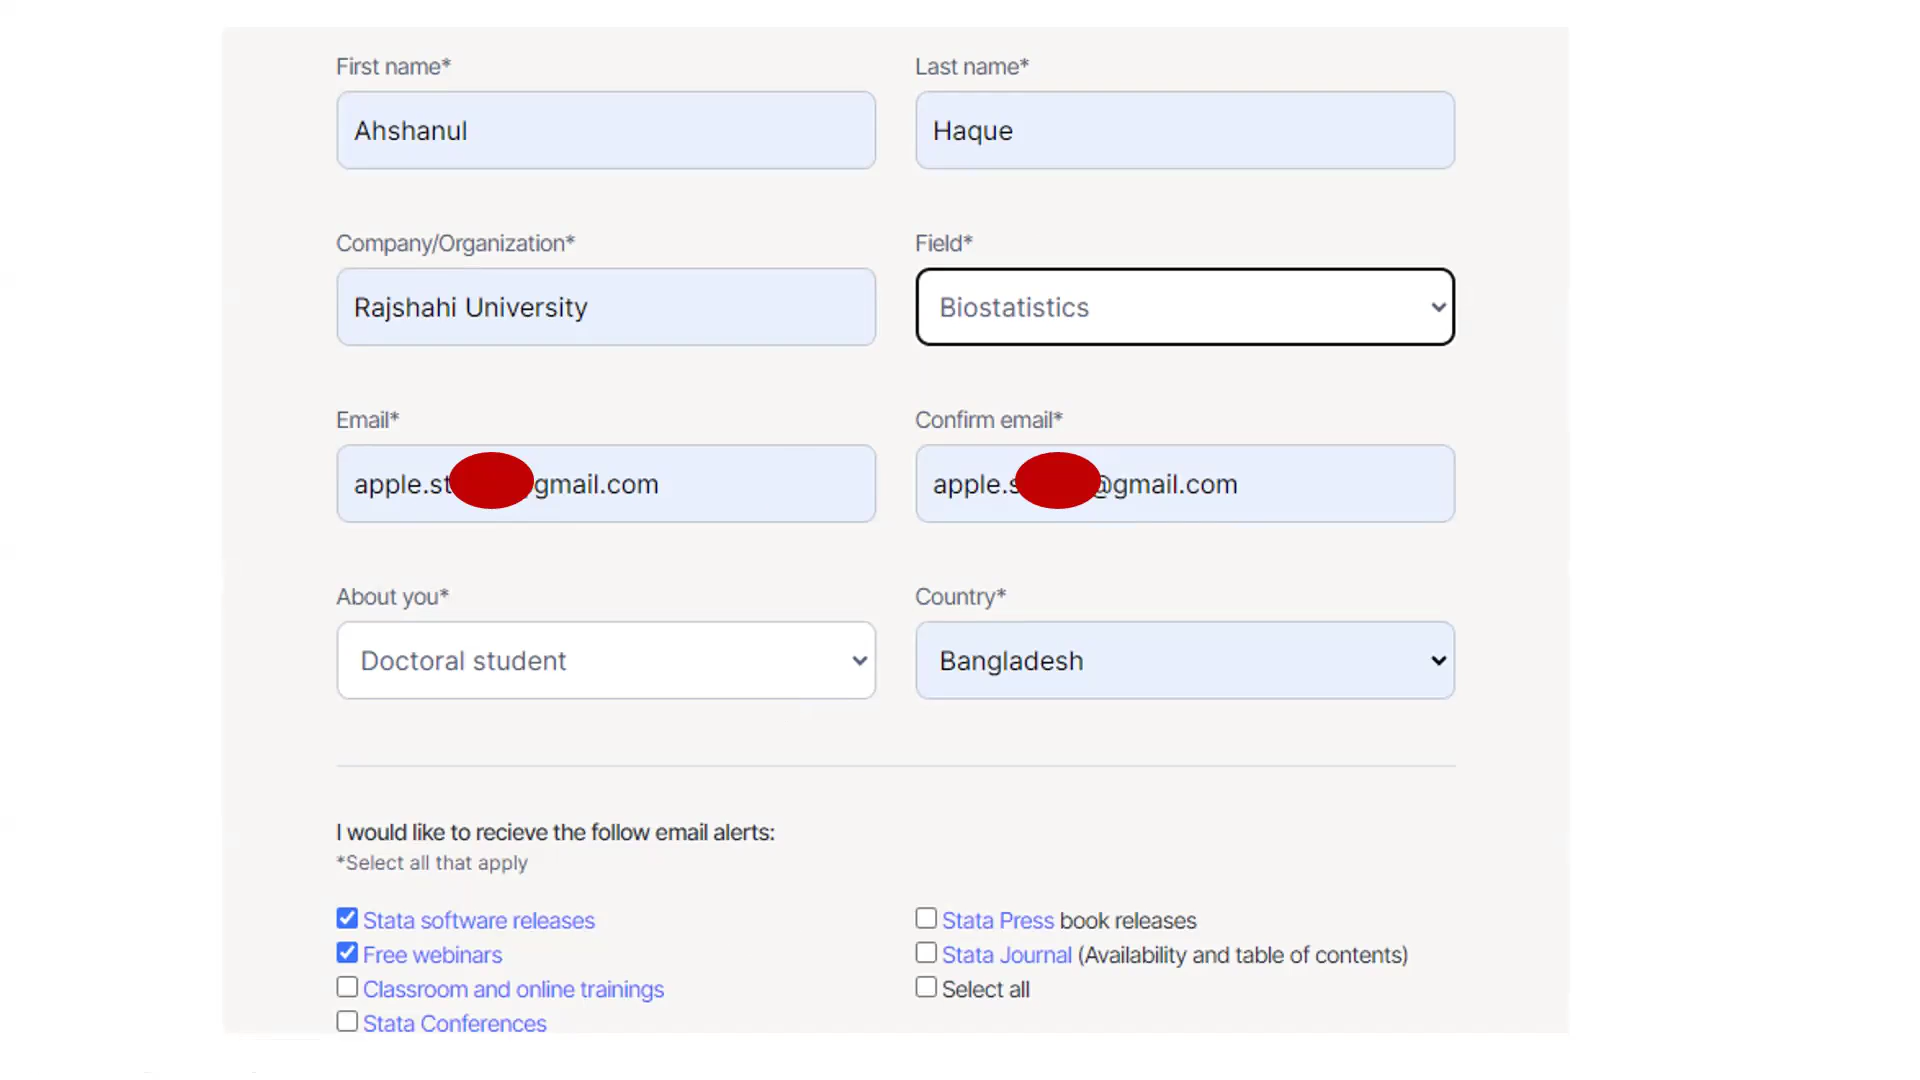 First name*
Last name*
Ahshanul
Haque
Company/Organization*
Field*
Rajshahi University
Biostatistics
Email*
Confirm email*
apple.st gmail.com
apple.s @gmail.com
About you*
Country*
Doctoral student
Bangladesh
I would like to recieve the follow email alerts:
*Select all that apply
Stata software releases
Stata Press book releases
Free webinars
Stata Journal (Availability and table of contents)
Classroom and online trainings
Select all
Stata Conferences